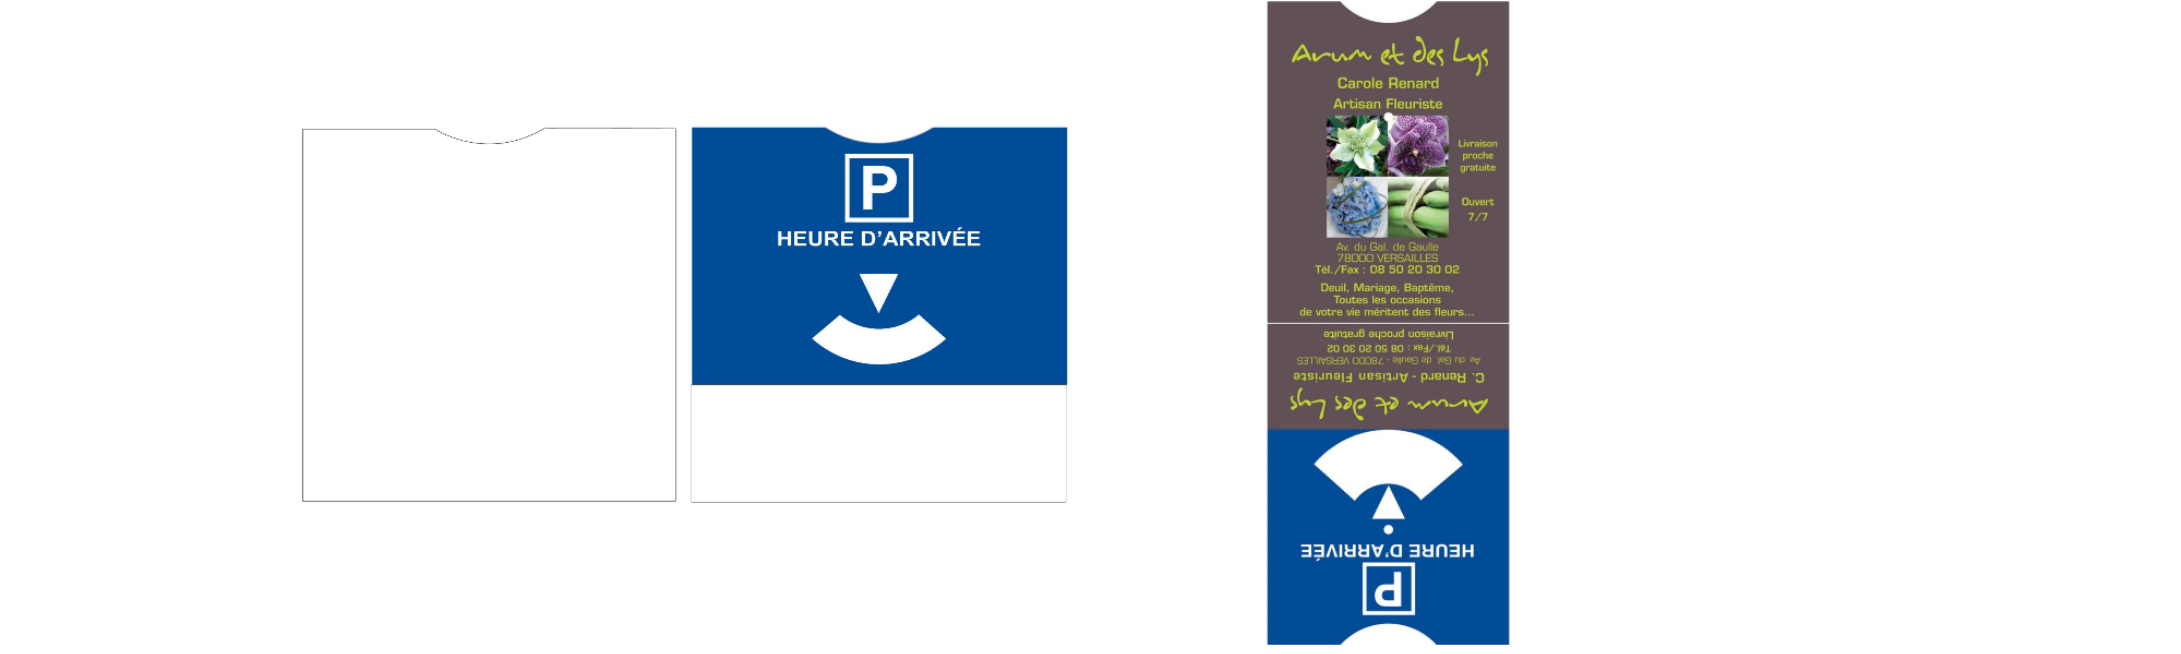 P
HEURE D'ARRIVÉE
Arum et des Lys
Carole Renard
Artisan Fleuriste
Livraison
proche
gratuite
Ouvert
7/7
Av. du Gal. de Gaulle
78000 VERSAILLES
Tél./Fax : 08 50 20 30 02
Deuil, Mariage, Baptême,
Toutes les occasions
de votre vie méritent des fleurs...
Livraison proche gratuite
Tél./Fax : 08 50 20 30 02
Av. du Gal. de Gaulle - 78000 VERSAILLES
C. Renard - Artisan Fleuriste
Arum et des Lys
HEURE D'ARRIVÉE
P